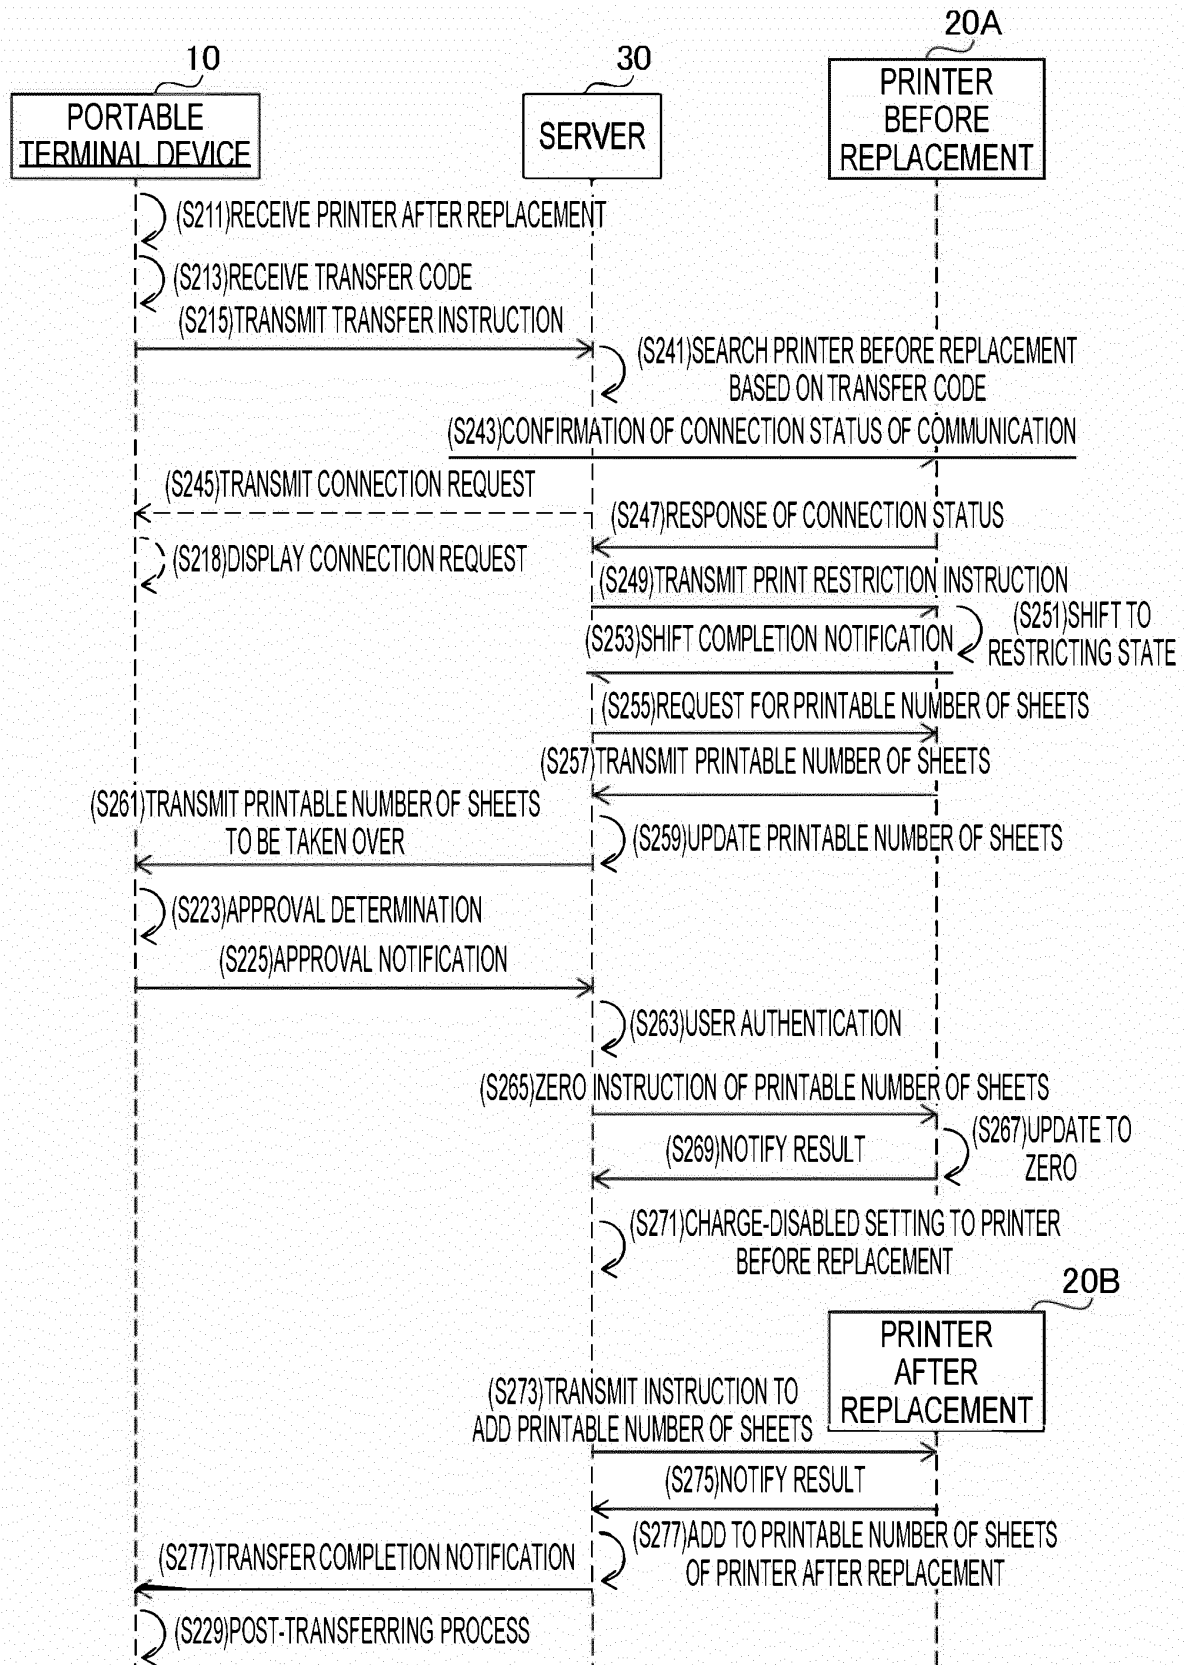 10
30
20A
PORTABLE
TERMINAL DEVICE
SERVER
PRINTER
BEFORE
REPLACEMENT
(S211)RECEIVE PRINTER AFTER REPLACEMENT
(S213)RECEIVE TRANSFER CODE
(S215)TRANSMIT TRANSFER INSTRUCTION
(S241)SEARCH PRINTER BEFORE REPLACEMENT
BASED ON TRANSFER CODE
(S243)CONFIRMATION OF CONNECTION STATUS OF COMMUNICATION
(S245)TRANSMIT CONNECTION REQUEST
(S247)RESPONSE OF CONNECTION STATUS
(S218)DISPLAY CONNECTION REQUEST
(S249)TRANSMIT PRINT RESTRICTION INSTRUCTION
(S251)SHIFT TO
RESTRICTING STATE
(S253)SHIFT COMPLETION NOTIFICATION
(S255)REQUEST FOR PRINTABLE NUMBER OF SHEETS
(S257)TRANSMIT PRINTABLE NUMBER OF SHEETS
(S261)TRANSMIT PRINTABLE NUMBER OF SHEETS
TO BE TAKEN OVER
(S259)UPDATE PRINTABLE NUMBER OF SHEETS
(S223)APPROVAL DETERMINATION
(S225)APPROVAL NOTIFICATION
(S263)USER AUTHENTICATION
(S265)ZERO INSTRUCTION OF PRINTABLE NUMBER OF SHEETS
(S267)UPDATE TO
ZERO
(S269)NOTIFY RESULT
(S271)CHARGE-DISABLED SETTING TO PRINTER
BEFORE REPLACEMENT
20B
PRINTER
AFTER
REPLACEMENT
(S273)TRANSMIT INSTRUCTION TO
ADD PRINTABLE NUMBER OF SHEETS
(S275)NOTIFY RESULT
(S277)ADD TO PRINTABLE NUMBER OF SHEETS
OF PRINTER AFTER REPLACEMENT
(S277)TRANSFER COMPLETION NOTIFICATION
(S229)POST-TRANSFERRING PROCESS